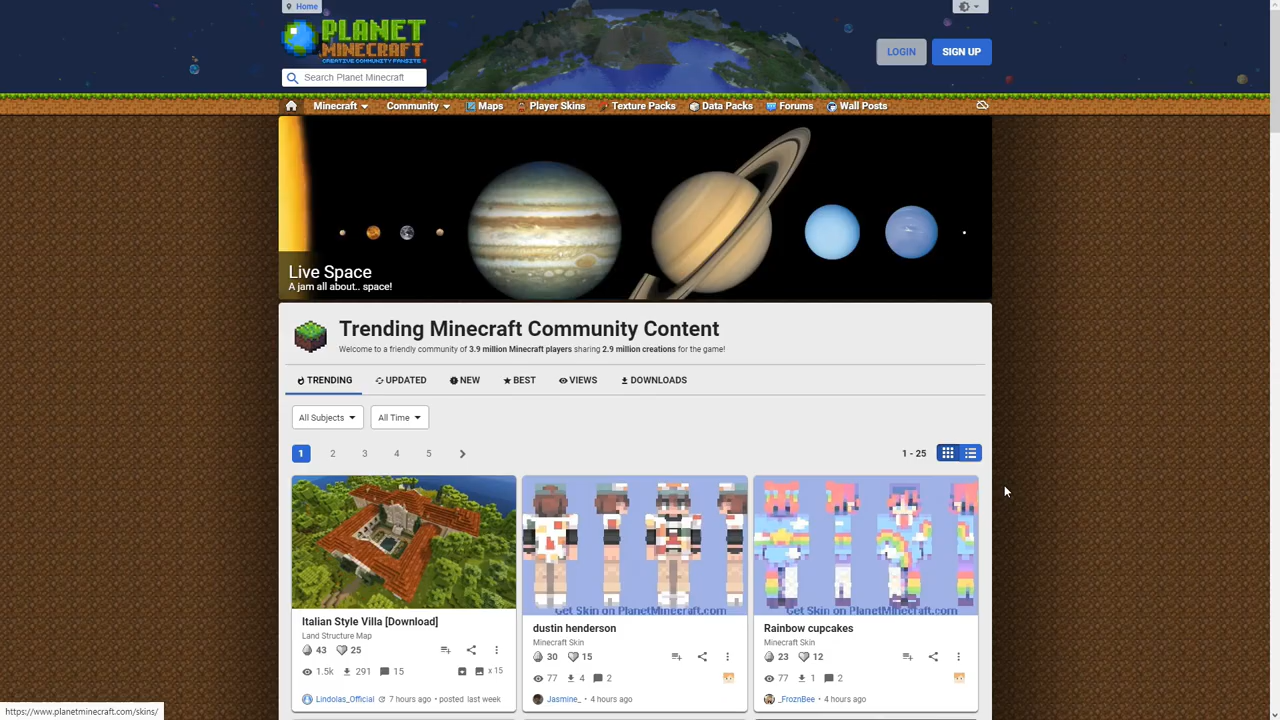 Home
PLANET
MINECRAFT
CREATIVE COMMUNITY FANSITE
Search Planet Minecraft
LOGIN
SIGN UP
Minecraft
Community
Maps
Player Skins
Texture Packs
Data Packs
Forums
Wall Posts
Live Space
A jam all about.. space!
Trending Minecraft Community Content
Welcome to a friendly community of 3.9 million Minecraft players sharing 2.9 million creations for the game!
TRENDING
UPDATED
NEW
BEST
VIEWS
DOWNLOADS
All Subjects
All Time
1 2 3 4 5
1 - 25
Italian Style Villa [Download]
Land Structure Map
43 25
1.5k 291 15 x 15
Lindolas_Official 7 hours ago • posted last week
Get Skin on PlanetMinecraft.com
dustin henderson
Minecraft Skin
30 15
77 4 2
Jasmine_ • 4 hours ago
Get Skin on PlanetMinecraft.com
Rainbow cupcakes
Minecraft Skin
23 12
77 1 2
_FroznBee • 4 hours ago
https://www.planetminecraft.com/skins/